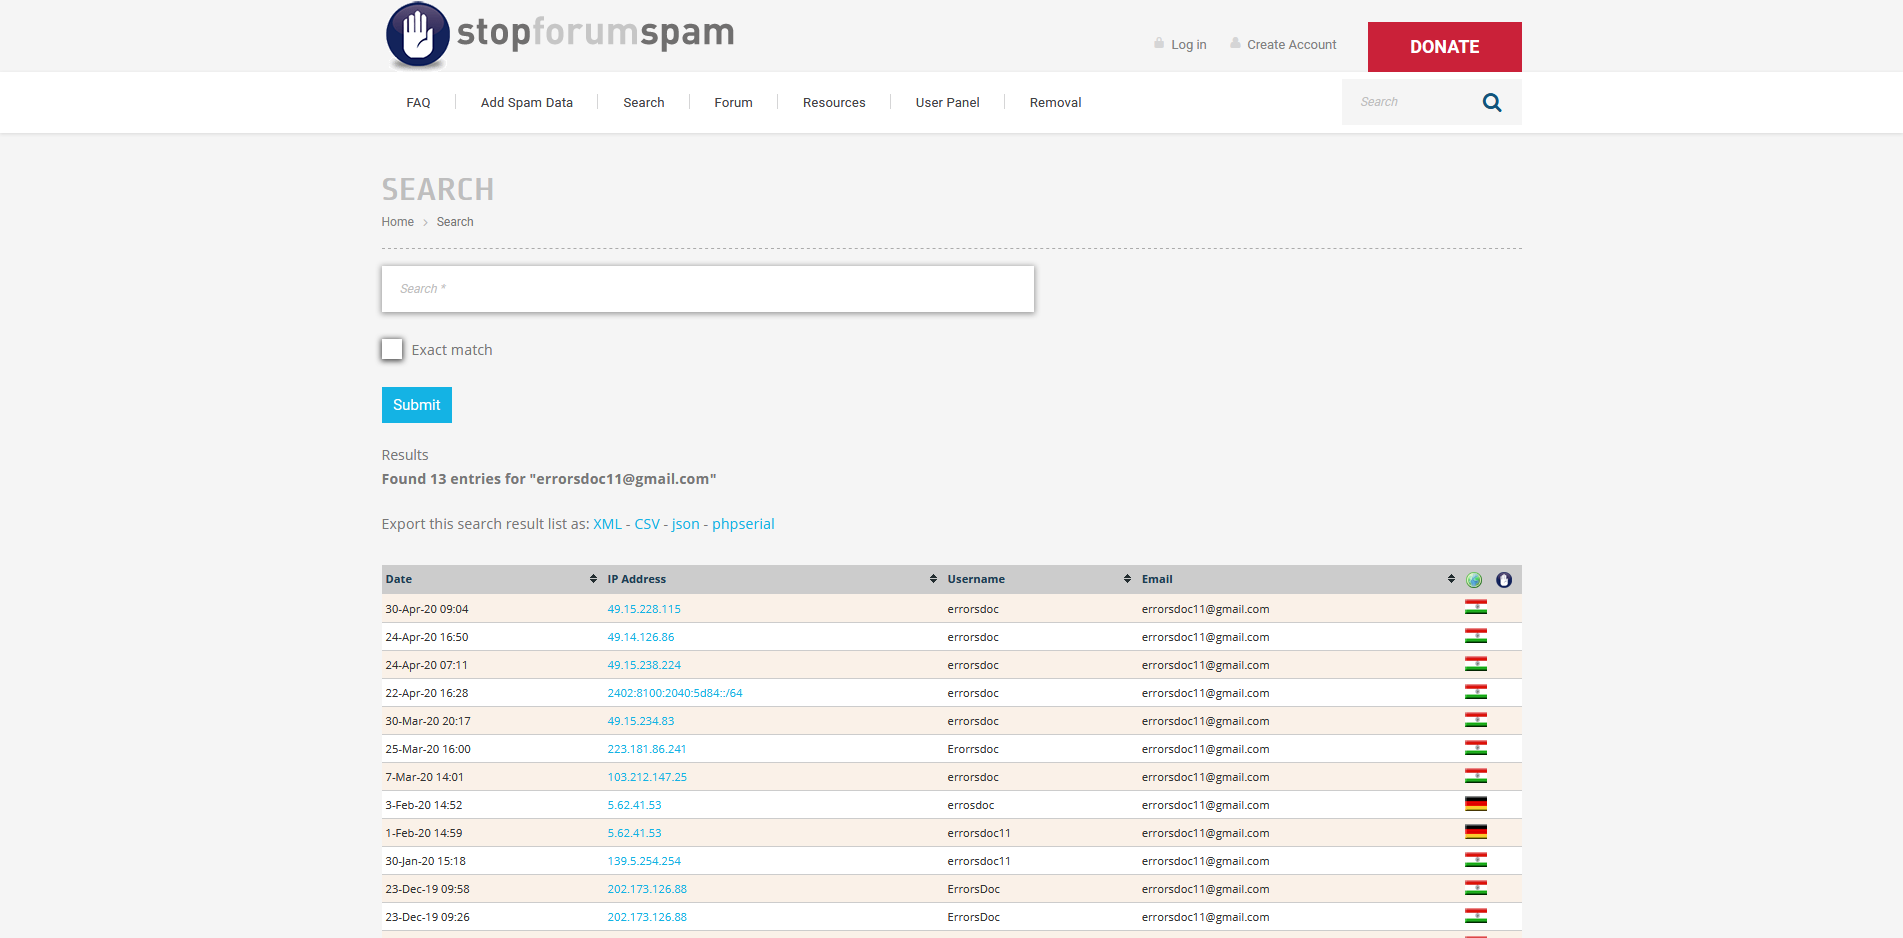 stopforumspam
Log in Create Account DONATE
FAQ Add Spam Data Search Forum Resources User Panel Removal Search
SEARCH
Home > Search
Search *
Exact match
Submit
Results
Found 13 entries for "errorsdoc11@gmail.com"
Export this search result list as: XML - CSV - json - phpserial
Date IP Address Username Email
30-Apr-20 09:04 49.15.228.115 errorsdoc errorsdoc11@gmail.com
24-Apr-20 16:50 49.14.126.86 errorsdoc errorsdoc11@gmail.com
24-Apr-20 07:11 49.15.238.224 errorsdoc errorsdoc11@gmail.com
22-Apr-20 16:28 2402:8100:2040:5d84::/64 errorsdoc errorsdoc11@gmail.com
30-Mar-20 20:17 49.15.234.83 errorsdoc errorsdoc11@gmail.com
25-Mar-20 16:00 223.181.86.241 Erorrsdoc errorsdoc11@gmail.com
7-Mar-20 14:01 103.212.147.25 errorsdoc errorsdoc11@gmail.com
3-Feb-20 14:52 5.62.41.53 errosdoc errorsdoc11@gmail.com
1-Feb-20 14:59 5.62.41.53 errorsdoc11 errorsdoc11@gmail.com
30-Jan-20 15:18 139.5.254.254 errorsdoc11 errorsdoc11@gmail.com
23-Dec-19 09:58 202.173.126.88 ErrorsDoc errorsdoc11@gmail.com
23-Dec-19 09:26 202.173.126.88 ErrorsDoc errorsdoc11@gmail.com